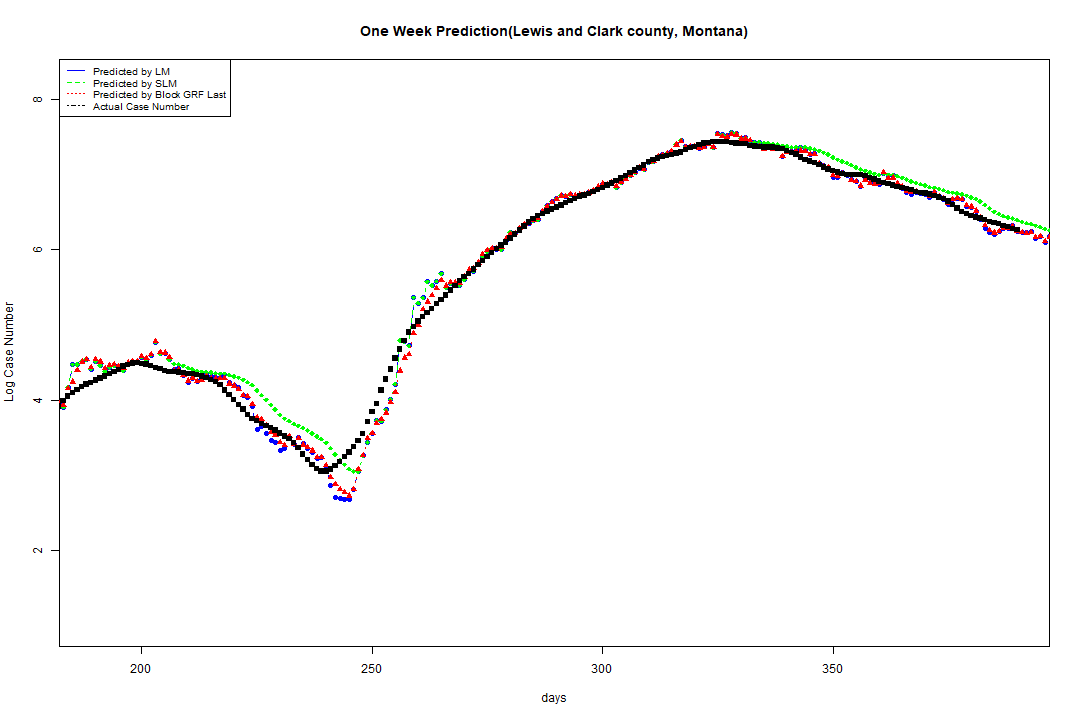 One Week Prediction(Lewis and Clark county, Montana)
Predicted by LM
Predicted by SLM
Predicted by Block GRF Last
Actual Case Number
8
6
4
2
Log Case Number
200 250 300 350
days